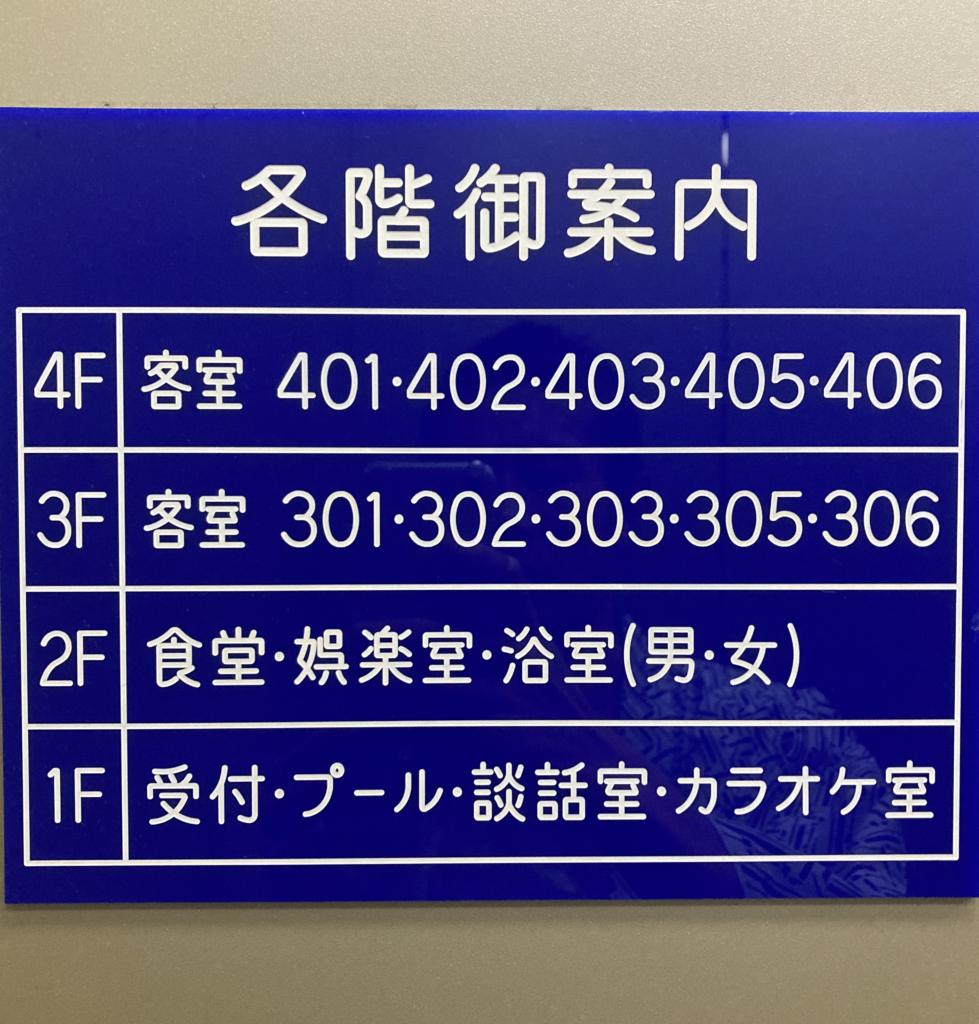 各階御案内
4F 客室 401・402・403・405・406
3F 客室 301・302・303・305・306
2F 食堂・娯楽室・浴室(男・女)
1F 受付・プール・談話室・カラオケ室